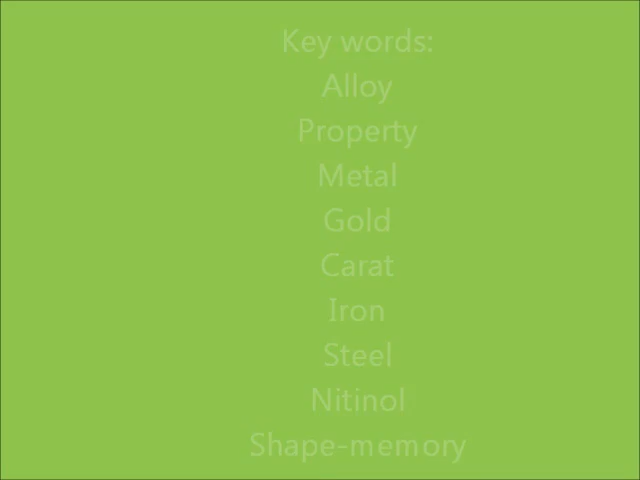 Key words:
Alloy
Property
Metal
Gold
Carat
Iron
Steel
Nitinol
Shape-memory